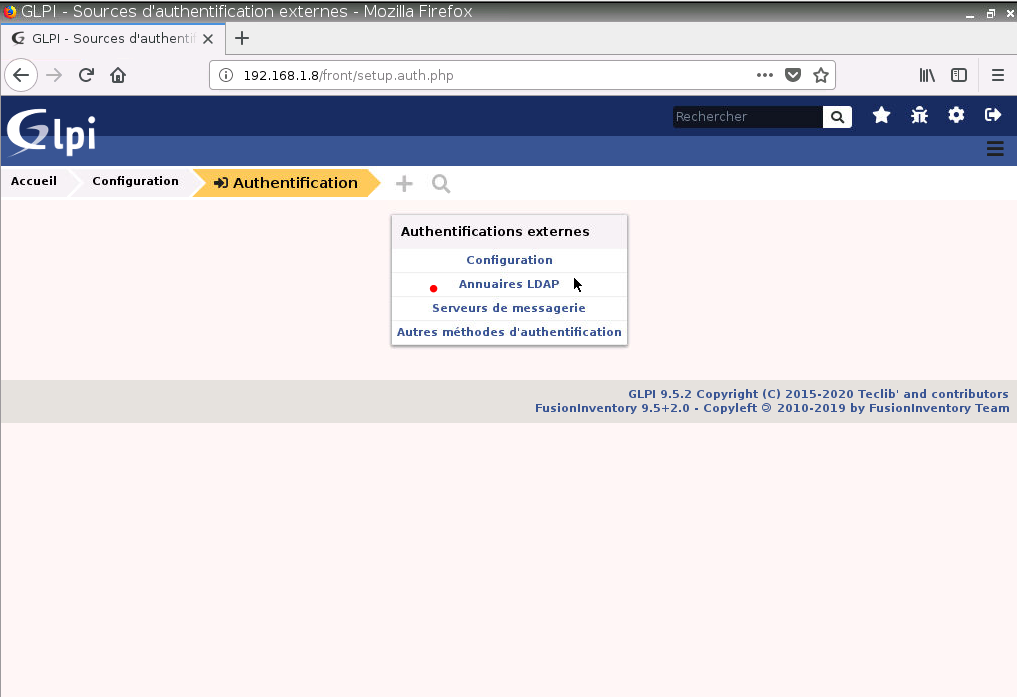 GLPI - Sources d'authentification externes - Mozilla Firefox
GLPI - Sources d'authentif
192.168.1.8/front/setup.auth.php
Glpi
Rechercher
Accueil
Configuration
Authentification
Authentifications externes
Configuration
Annuaires LDAP
Serveurs de messagerie
Autres méthodes d'authentification
GLPI 9.5.2 Copyright (C) 2015-2020 Teclib' and contributors
FusionInventory 9.5+2.0 - Copyleft 🄯 2010-2019 by FusionInventory Team